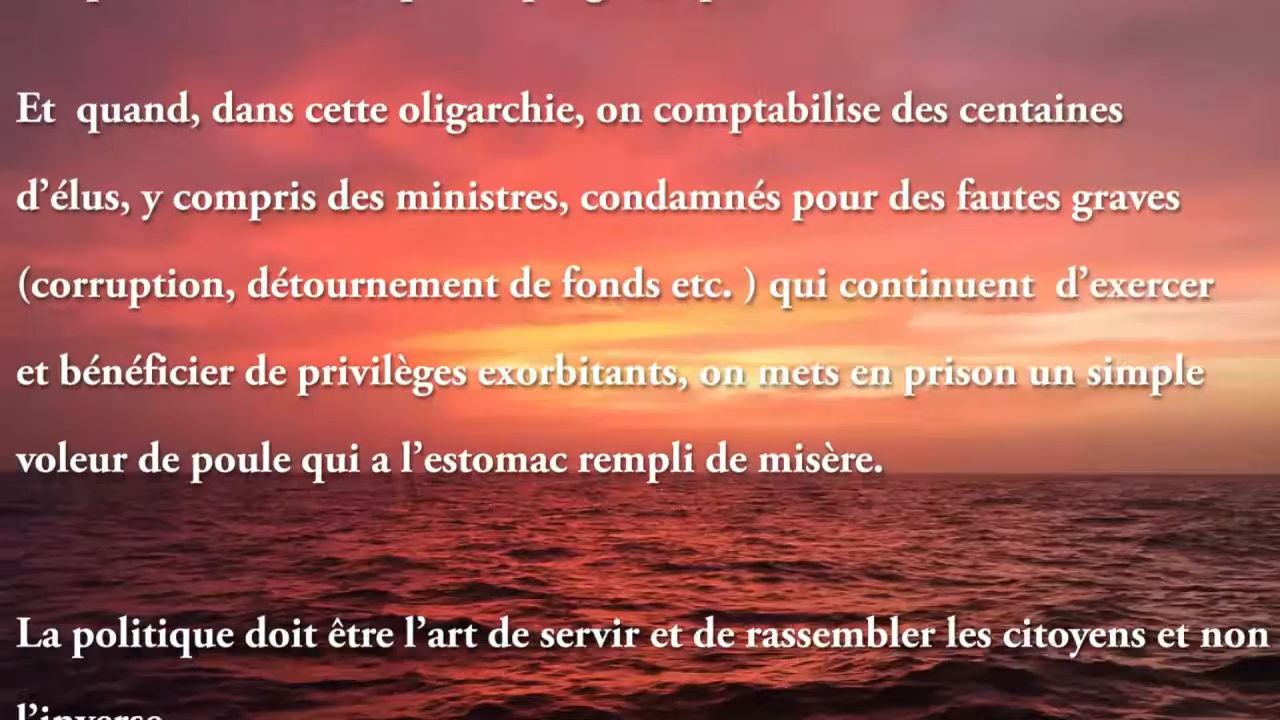 Et  quand, dans cette oligarchie, on comptabilise des centaines
d’élus, y compris des ministres, condamnés pour des fautes graves
(corruption, détournement de fonds etc. ) qui continuent  d’exercer
et bénéficier de privilèges exorbitants, on mets en prison un simple
voleur de poule qui a l’estomac rempli de misère.
La politique doit être l’art de servir et de rassembler les citoyens et non
l’inverse